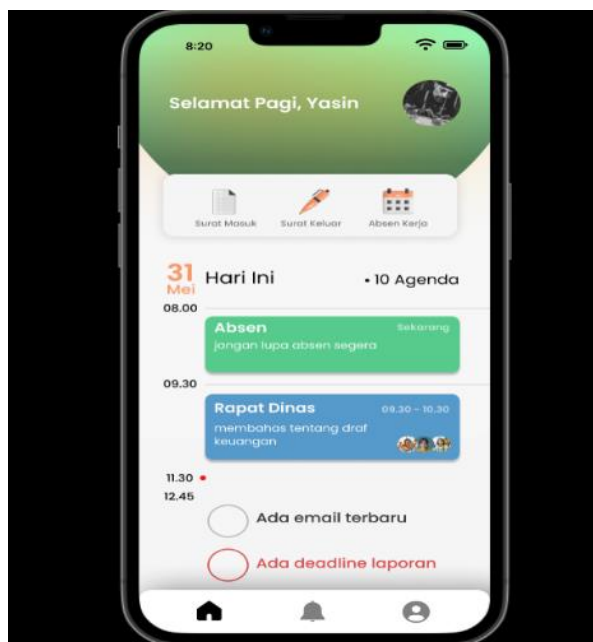 8:20
Selamat Pagi, Yasin
Surat Masuk
Surat Keluar
Absen Kerja
31
Mei
Hari Ini
• 10 Agenda
08.00
Absen
Sekarang
jangan lupa absen segera
09.30
Rapat Dinas
09.30 - 10.30
membahas tentang draf
keuangan
11.30
12.45
Ada email terbaru
Ada deadline laporan